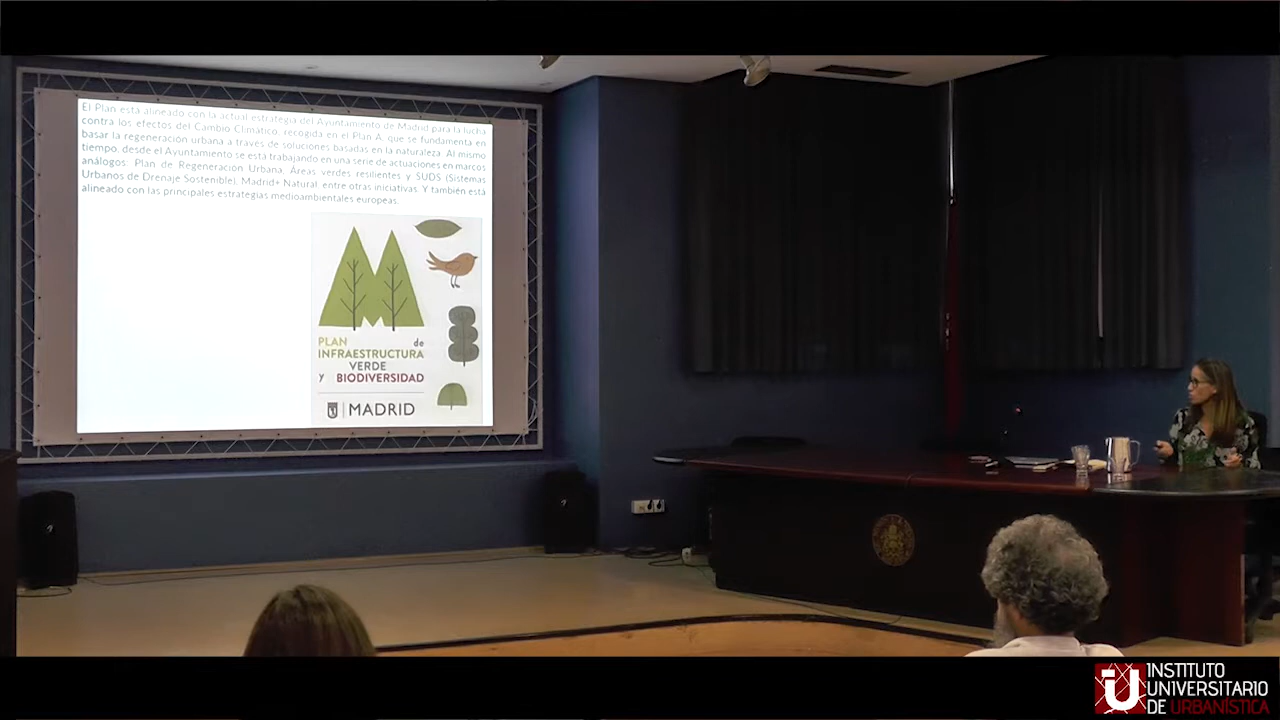 El Plan está alineado con la actual estrategia del Ayuntamiento de Madrid para la lucha
contra los efectos del Cambio Climático, recogida en el Plan A, que se fundamenta en
basar la regeneración urbana a través de soluciones basadas en la naturaleza. Al mismo
tiempo, desde el Ayuntamiento se está trabajando en una serie de actuaciones en marcos
análogos: Plan de Regeneración Urbana, Áreas verdes resilientes y SUDS (Sistemas
Urbanos de Drenaje Sostenible), Madrid+ Natural, entre otras iniciativas. Y también está
alineado con las principales estrategias medioambientales europeas.
PLAN de
INFRAESTRUCTURA
VERDE
y BIODIVERSIDAD
MADRID
INSTITUTO
UNIVERSITARIO
DE URBANÍSTICA